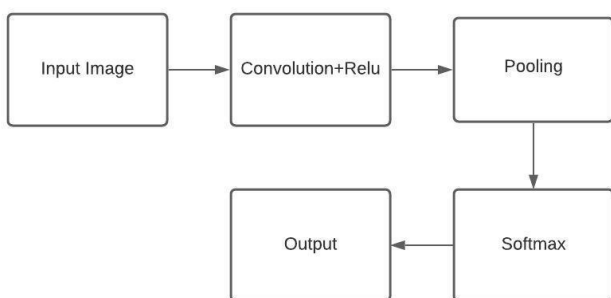 Input Image
Convolution+Relu
Pooling
Softmax
Output